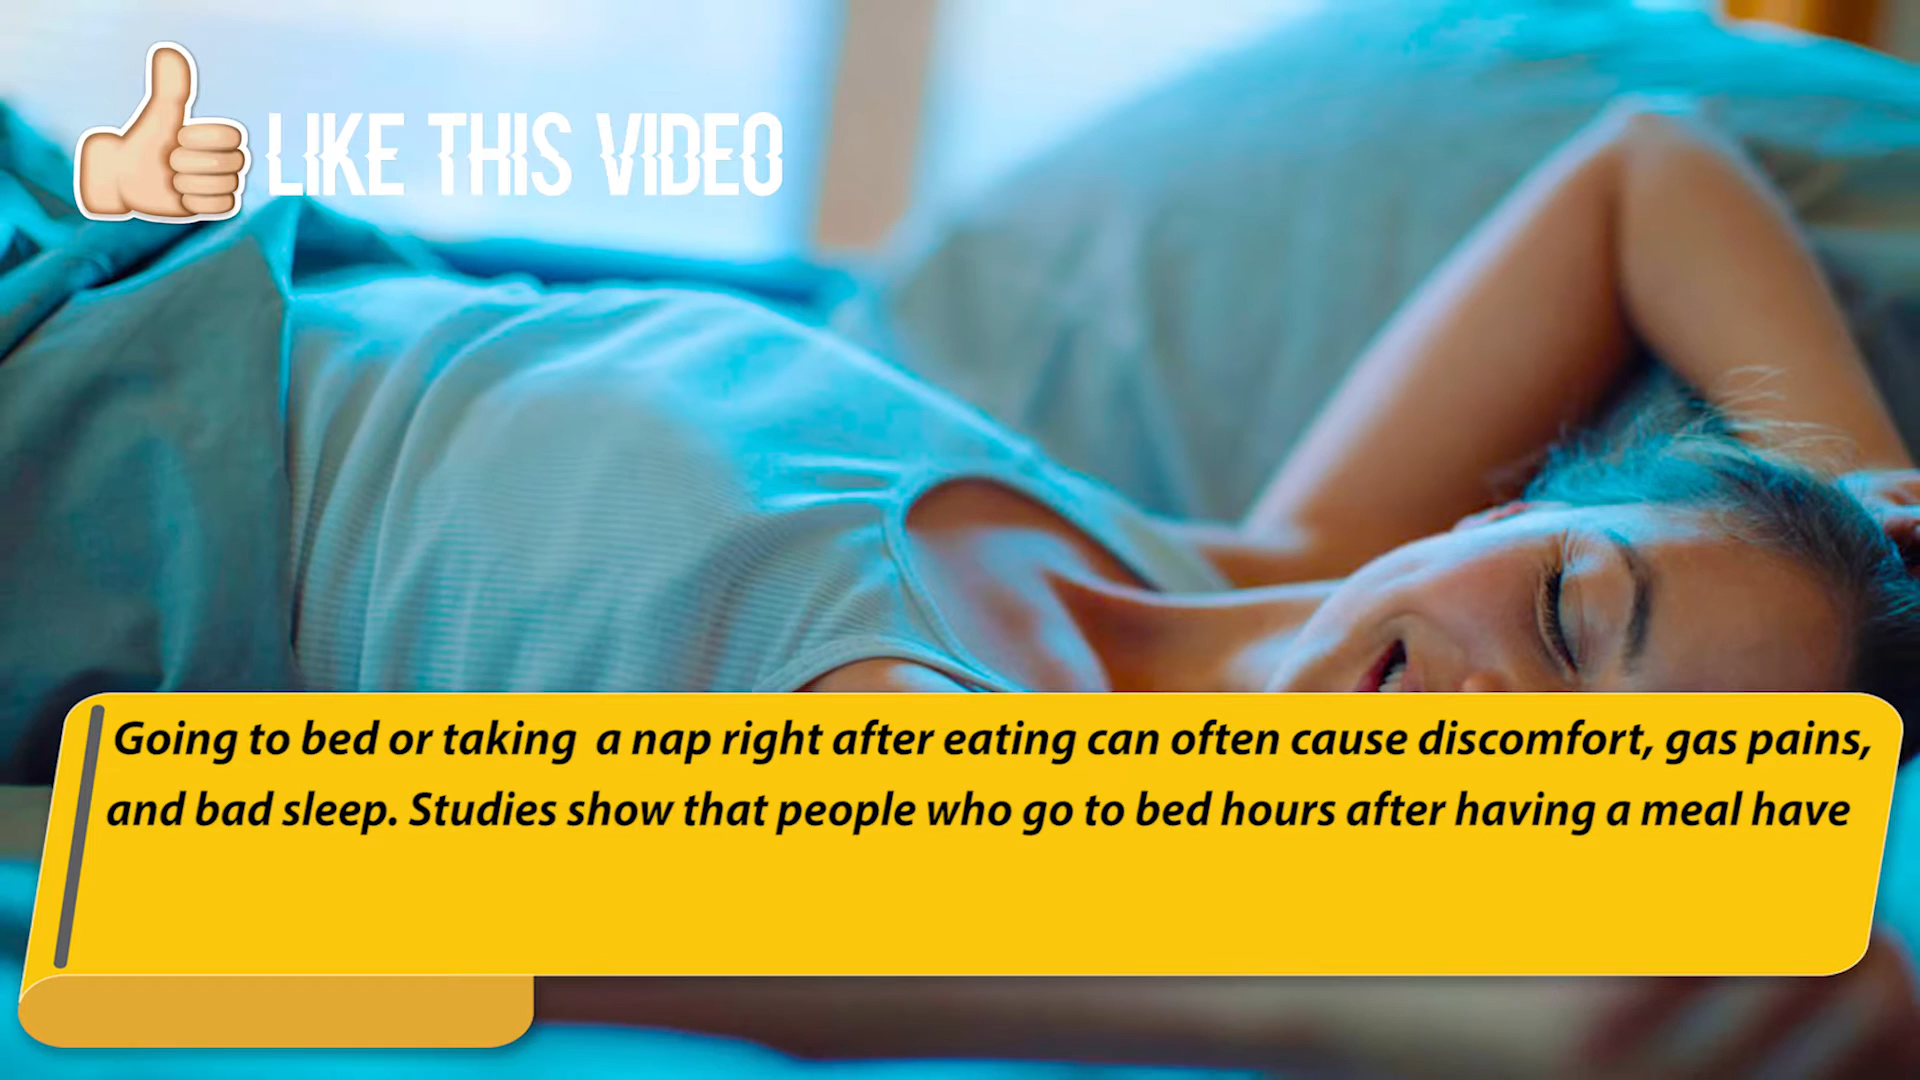 LIKE THIS VIDEO
Going to bed or taking a nap right after eating can often cause discomfort, gas pains,
and bad sleep. Studies show that people who go to bed hours after having a meal have